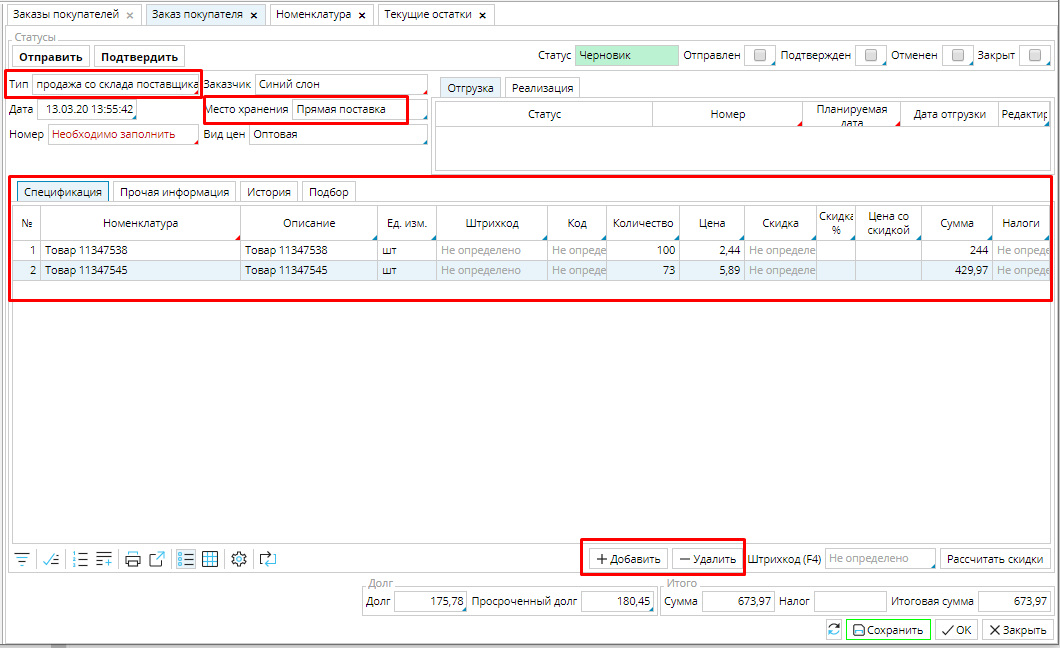 Заказы покупателей × Заказ покупателя × Номенклатура × Текущие остатки ×
Статусы
Отправить Подтвердить Статус Черновик Отправлен Подтвержден Отменен Закрыт
Тип продажа со склада поставщика Заказчик Синий слон Отгрузка Реализация
Дата 13.03.20 13:55:42 Место хранения Прямая поставка Статус Номер Планируемая дата Дата отгрузки Редактир
Номер Необходимо заполнить Вид цен Оптовая
Спецификация Прочая информация История Подбор
№ Номенклатура Описание Ед. изм. Штрихкод Код Количество Цена Скидка Скидка % Цена со скидкой Сумма Налоги
1 Товар 11347538 Товар 11347538 шт Не определено Не опреде 100 2,44 Не определе 244 Не опреде
2 Товар 11347545 Товар 11347545 шт Не определено Не опреде 73 5,89 Не определе 429,97 Не опреде
+ Добавить — Удалить Штрихкод (F4) Не определено Рассчитать скидки
Долг Итого
Долг 175,78 Просроченный долг 180,45 Сумма 673,97 Налог Итоговая сумма 673,97
Сохранить OK Закрыть